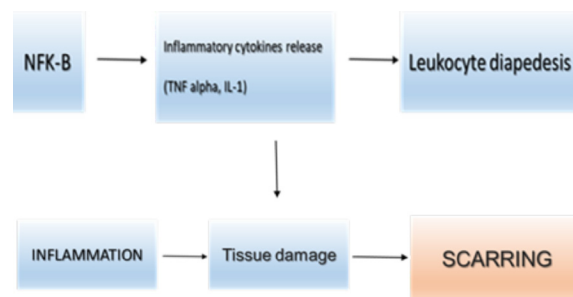 NFK-B
Inflammatory cytokines release
(TNF alpha, IL-1)
Leukocyte diapedesis
INFLAMMATION
Tissue damage
SCARRING